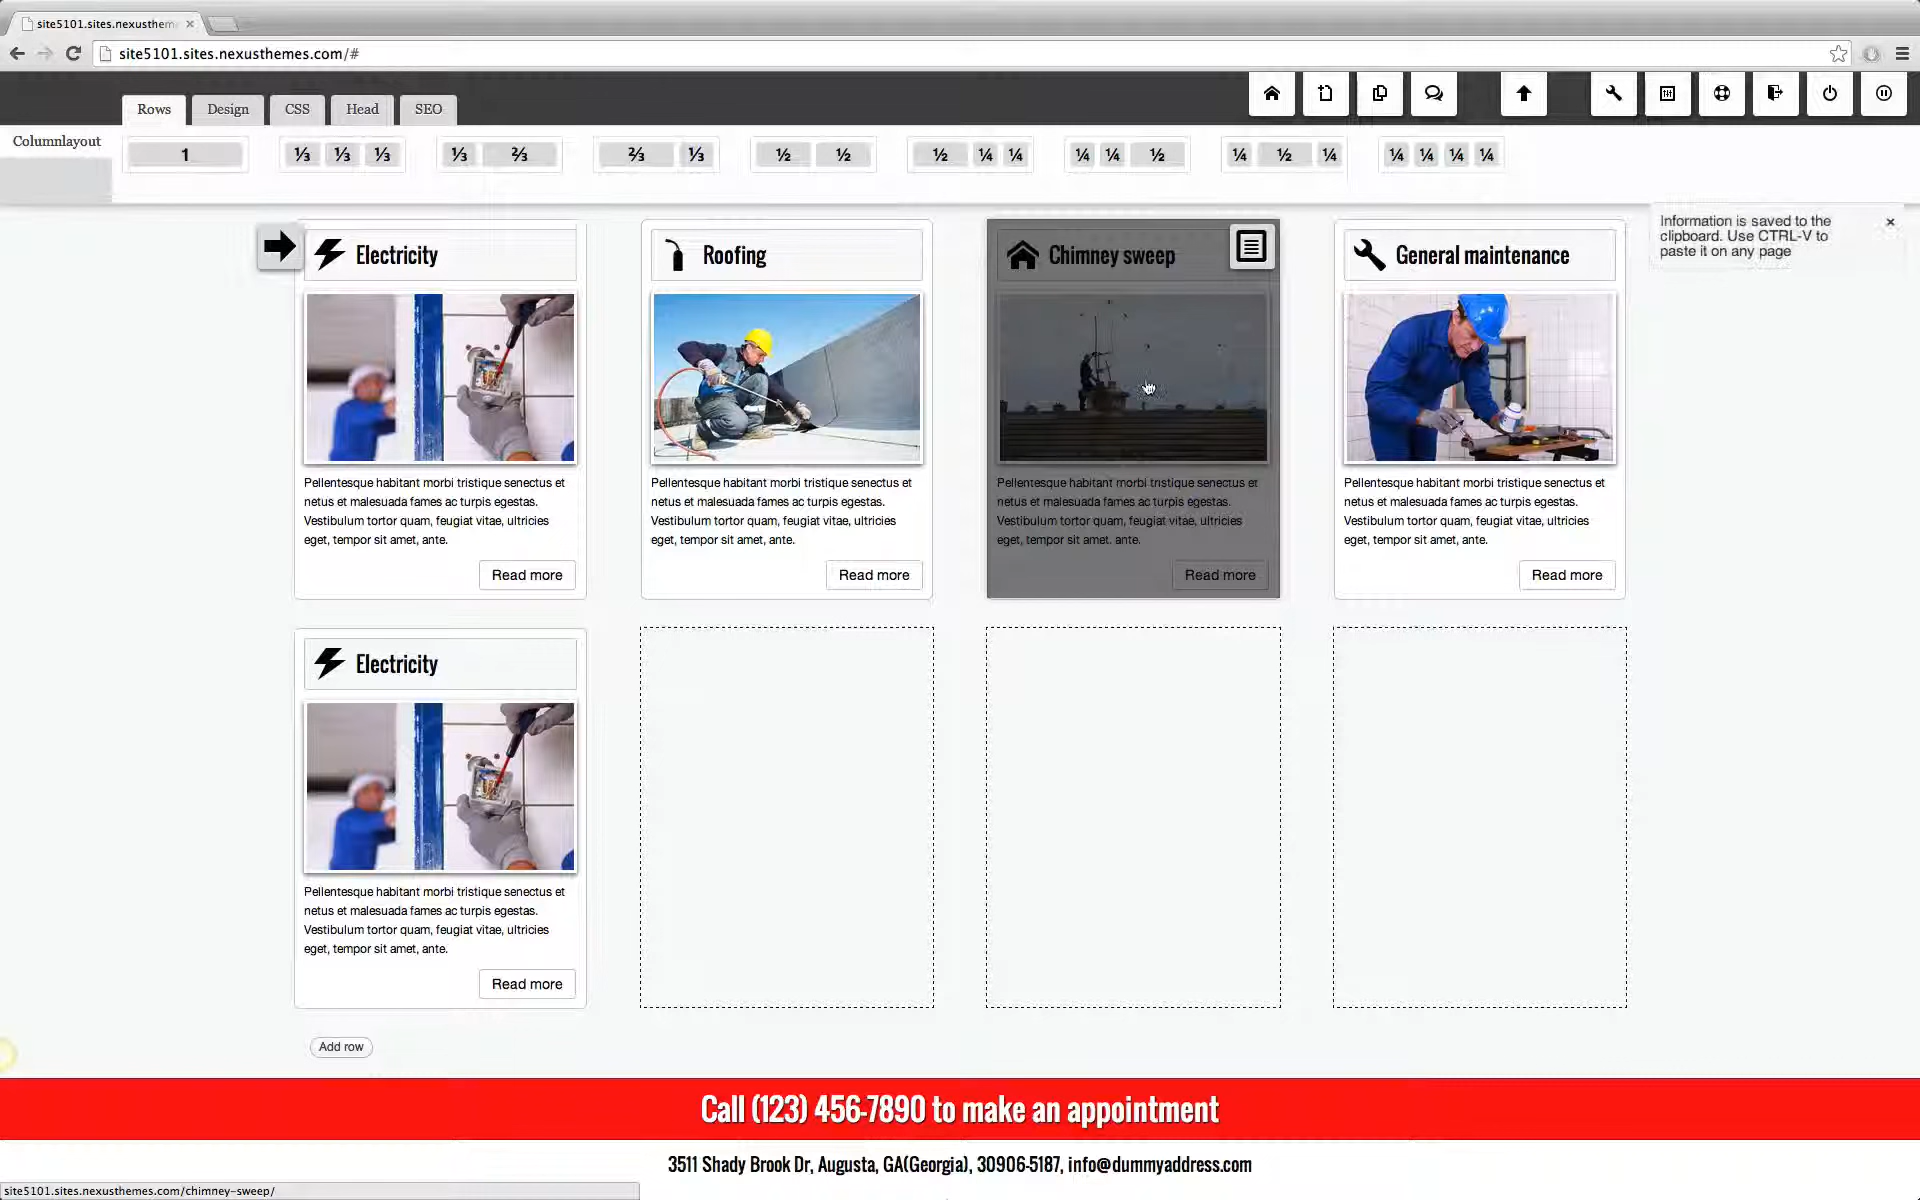 site5101.sites.nexusthem
site5101.sites.nexusthemes.com/#
Rows Design CSS Head SEO
Columnlayout
1 ⅓ ⅓ ⅓ ⅓ ⅔ ⅔ ⅓ ½ ½ ½ ¼ ¼ ¼ ¼ ½ ¼ ½ ¼ ¼ ¼ ¼ ¼
Information is saved to the
clipboard. Use CTRL-V to
paste it on any page
Electricity
Pellentesque habitant morbi tristique senectus et
netus et malesuada fames ac turpis egestas.
Vestibulum tortor quam, feugiat vitae, ultricies
eget, tempor sit amet, ante.
Read more
Roofing
Pellentesque habitant morbi tristique senectus et
netus et malesuada fames ac turpis egestas.
Vestibulum tortor quam, feugiat vitae, ultricies
eget, tempor sit amet, ante.
Read more
Chimney sweep
Pellentesque habitant morbi tristique senectus et
netus et malesuada fames ac turpis egestas.
Vestibulum tortor quam, feugiat vitae, ultricies
eget, tempor sit amet, ante.
Read more
General maintenance
Pellentesque habitant morbi tristique senectus et
netus et malesuada fames ac turpis egestas.
Vestibulum tortor quam, feugiat vitae, ultricies
eget, tempor sit amet, ante.
Read more
Electricity
Pellentesque habitant morbi tristique senectus et
netus et malesuada fames ac turpis egestas.
Vestibulum tortor quam, feugiat vitae, ultricies
eget, tempor sit amet, ante.
Read more
Add row
Call (123) 456-7890 to make an appointment
3511 Shady Brook Dr, Augusta, GA(Georgia), 30906-5187, info@dummyaddress.com
site5101.sites.nexusthemes.com/chimney-sweep/